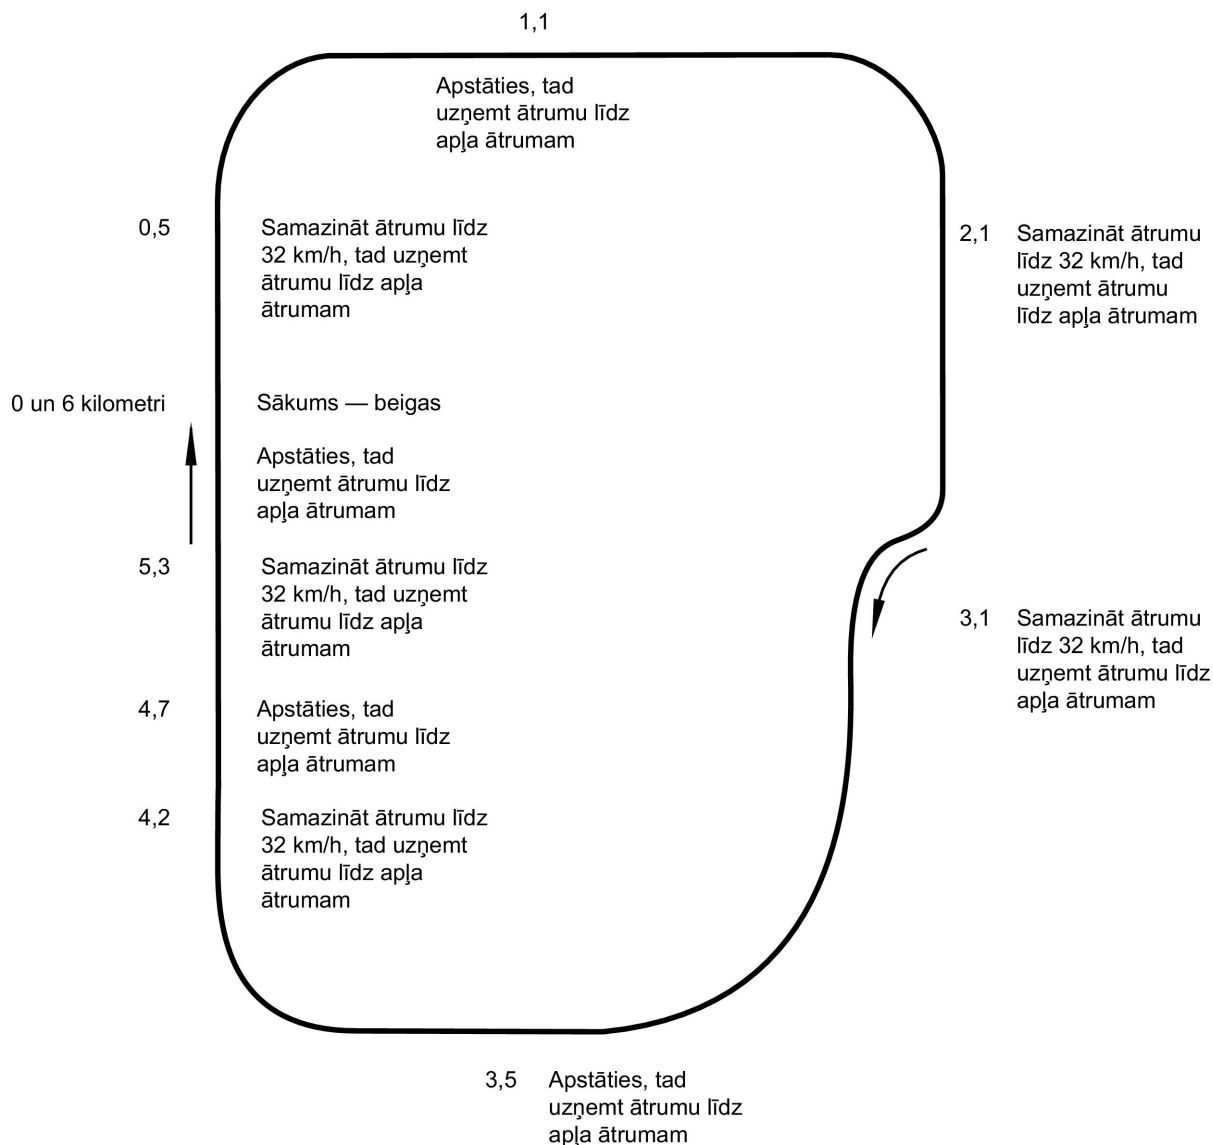 1,1
Apstāties, tad
uzņemt ātrumu līdz
apļa ātrumam
0,5
Samazināt ātrumu līdz
32 km/h, tad uzņemt
ātrumu līdz apļa
ātrumam
2,1
Samazināt ātrumu
līdz 32 km/h, tad
uzņemt ātrumu
līdz apļa ātrumam
0 un 6 kilometri
Sākums — beigas
Apstāties, tad
uzņemt ātrumu līdz
apļa ātrumam
5,3
Samazināt ātrumu līdz
32 km/h, tad uzņemt
ātrumu līdz apļa
ātrumam
3,1
Samazināt ātrumu
līdz 32 km/h, tad
uzņemt ātrumu līdz
apļa ātrumam
4,7
Apstāties, tad
uzņemt ātrumu līdz
apļa ātrumam
4,2
Samazināt ātrumu līdz
32 km/h, tad uzņemt
ātrumu līdz apļa
ātrumam
3,5
Apstāties, tad
uzņemt ātrumu līdz
apļa ātrumam